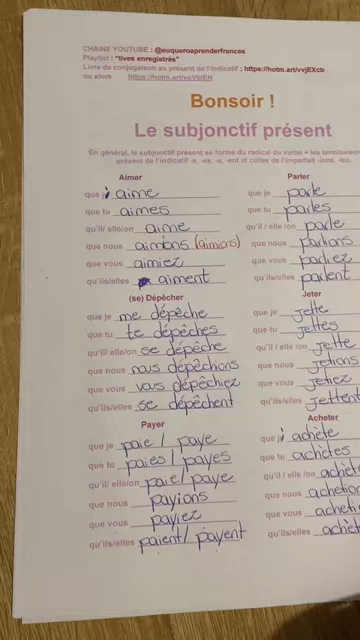 CHAINE YOUTUBE : @euqueroaprenderfrances
Playlist : "lives enregistrés"
Livre de conjugaison au présent de l'indicatif : https://hotm.art/vvjEXcb
ou alors
Bonsoir !
Le subjonctif présent
En général, le subjonctif présent se forme du radical du verbe + les terminaisons
présent de l'indicatif -e, -es, -e, -ent et celles de l'imparfait -ions, -iez.
Aimer
que j' aime
que tu aimes
qu'il/ elle/on aime
que nous aimons (aimions)
que vous aimiez
qu'ils/elles aiment
(se) Dépêcher
que je me dépêche
que tu te dépêches
qu'il/ elle/on se dépêche
que nous nous dépêchions
que vous vous dépêchiez
qu'ils/elles se dépêchent
Payer
que je paie / paye
que tu paies / payes
qu'il/ elle/on paie / paye
que nous payions
que vous payiez
qu'ils/elles paient / payent
Parler
que je parle
que tu parles
qu'il / elle /on parle
que nous parlions
que vous parliez
qu'ils/elles parlent
Jeter
que je jette
que tu jettes
qu'il / elle /on jette
que nous jetions
que vous jetiez
qu'ils/elles jettent
Acheter
que j' achète
que tu achètes
qu'il / elle /on achèt
que nous achetion
que vous acheti
qu'ils/elles achèt